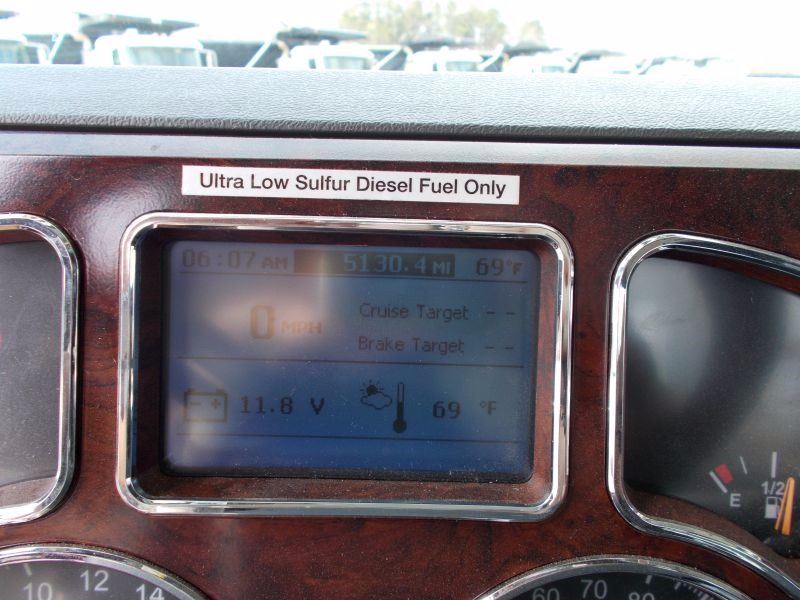 Ultra Low Sulfur Diesel Fuel Only
06:07 AM 5130.4 MI 69°F
0 MPH
Cruise Target - -
Brake Target - -
11.8 V 69 °F
E 1/2
10 12 14
60 70 80